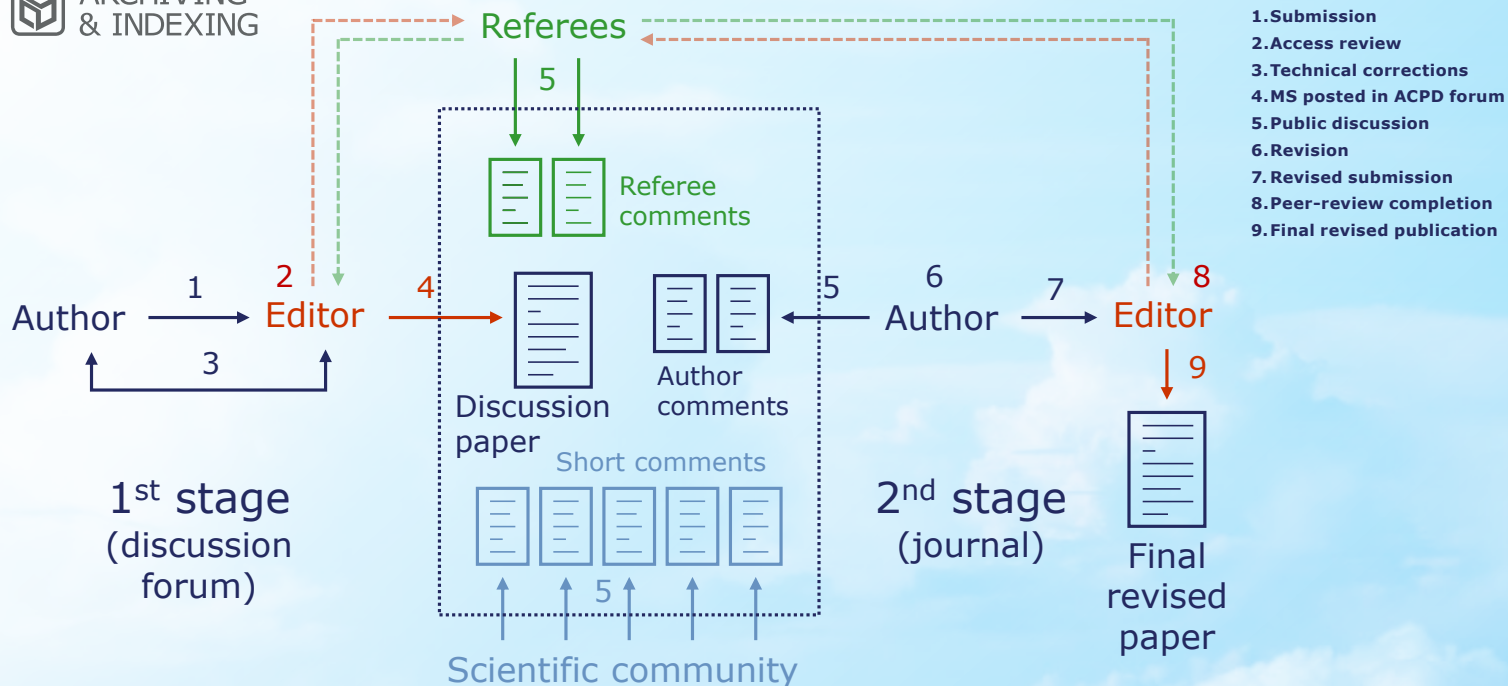 ARCHIVING
& INDEXING
Referees
1.Submission
2.Access review
3.Technical corrections
4.MS posted in ACPD forum
5.Public discussion
6.Revision
7.Revised submission
8.Peer-review completion
9.Final revised publication
5
Referee
comments
Author
1
2
Editor
4
3
Discussion
paper
Author
comments
5
6
Author
7
8
Editor
9
Short comments
5
Scientific community
1st stage
(discussion
forum)
2nd stage
(journal)
Final
revised
paper